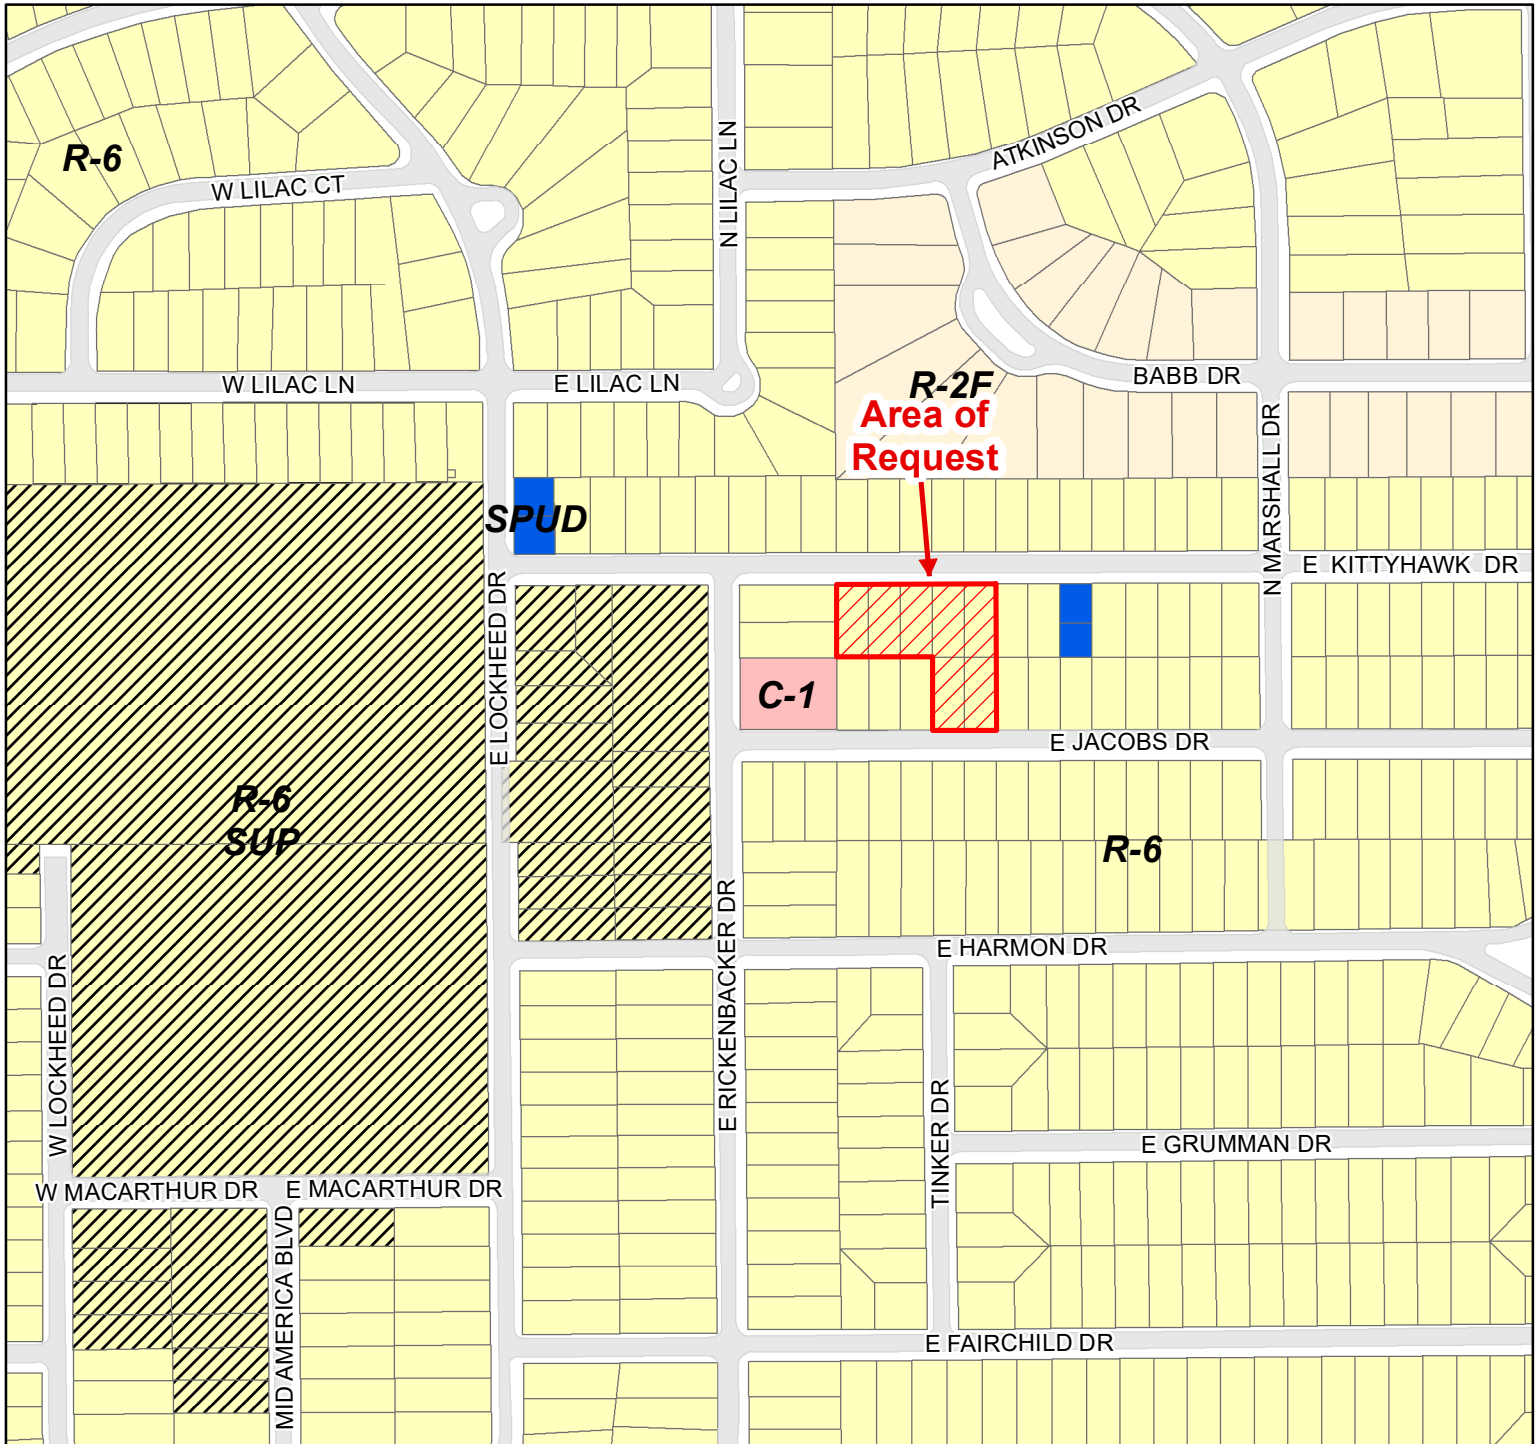 ATKINSON DR
R-6
W LILAC CT
N LILAC LN
W LILAC LN
E LILAC LN
BABB DR
R-2F
Area of
Request
N MARSHALL DR
SPUD
E KITTYHAWK DR
E LOCKHEED DR
C-1
E JACOBS DR
R-6
SUP
R-6
E RICKENBACKER DR
E HARMON DR
W LOCKHEED DR
TINKER DR
E GRUMMAN DR
W MACARTHUR DR
E MACARTHUR DR
MID AMERICA BLVD
E FAIRCHILD DR